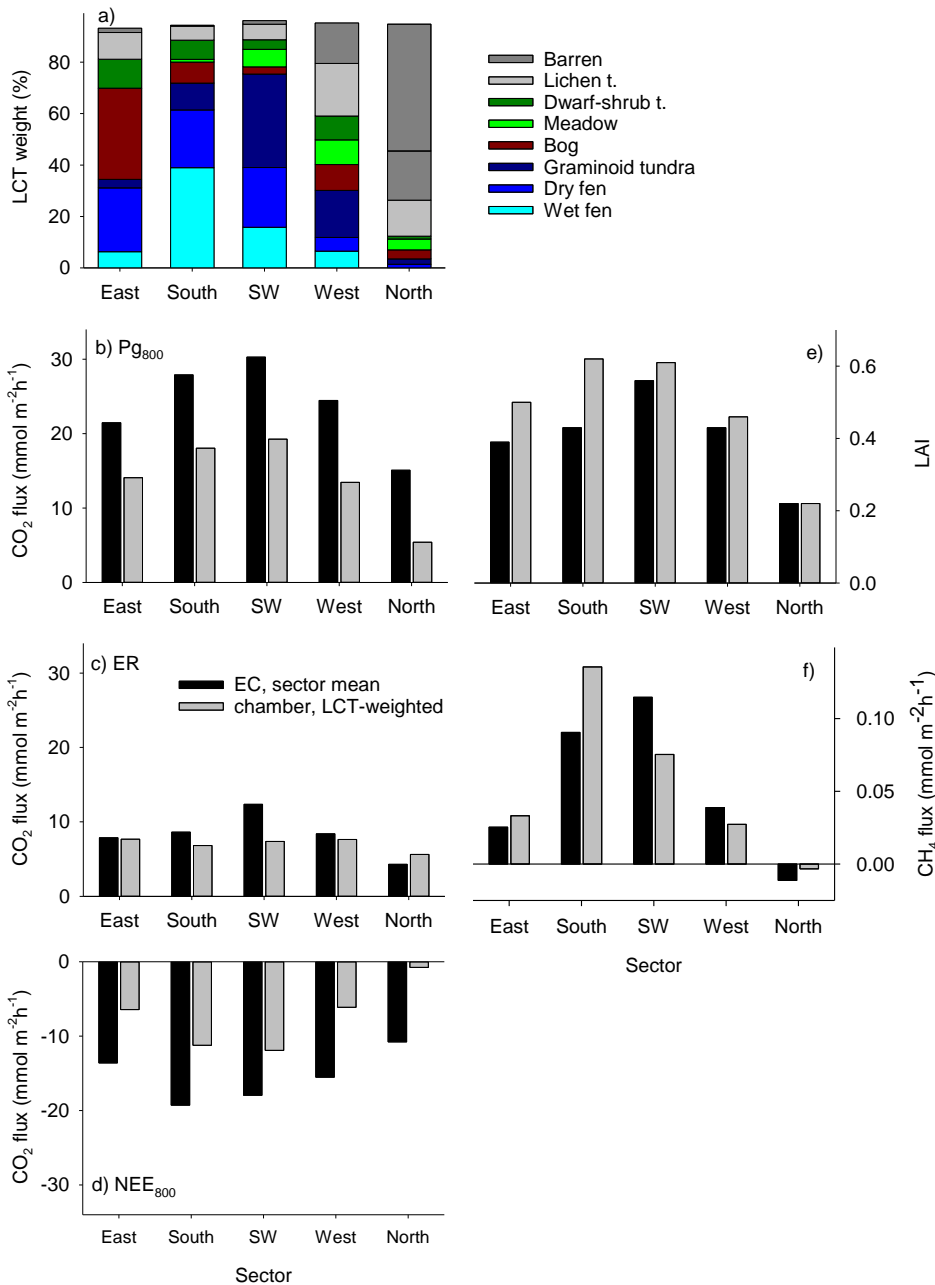 a)
LCT weight (%)
80
60
40
20
0
East South SW West North
Barren
Lichen t.
Dwarf-shrub t.
Meadow
Bog
Graminoid tundra
Dry fen
Wet fen
b) Pg800
CO2 flux (mmol m-2h-1)
30
20
10
0
East South SW West North
e)
LAI
0.6
0.4
0.2
0.0
East South SW West North
c) ER
EC, sector mean
chamber, LCT-weighted
CO2 flux (mmol m-2h-1)
30
20
10
0
East South SW West North
f)
CH4 flux (mmol m-2h-1)
0.10
0.05
0.00
East South SW West North
Sector
CO2 flux (mmol m-2h-1)
0
-10
-20
-30
d) NEE800
East South SW West North
Sector